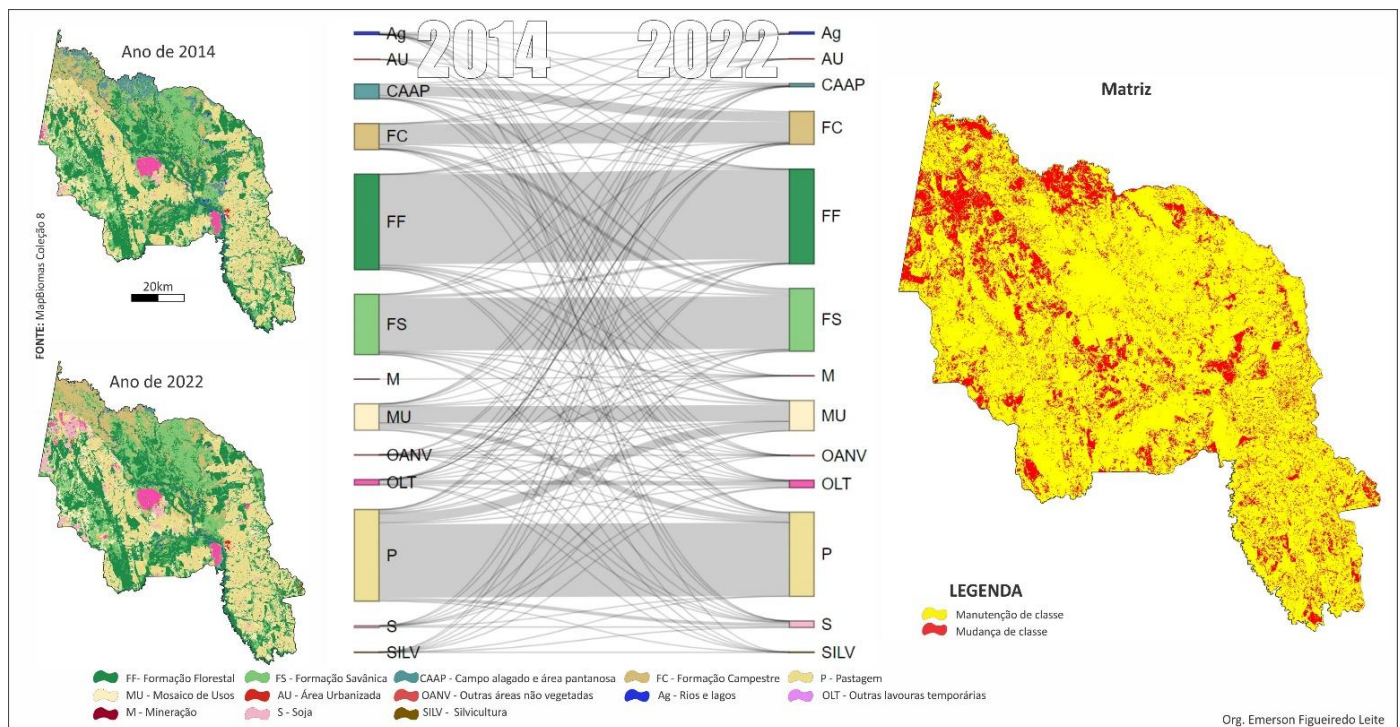 Ano de 2014
20km
FONTE: MapBiomas Coleção 8
Ano de 2022
2014 2022
Ag
AU
CAAP
FC
FF
FS
M
MU
OANV
OLT
P
S
SILV
Ag
AU
CAAP
FC
FF
FS
M
MU
OANV
OLT
P
S
SILV
Matriz
LEGENDA
Manutenção de classe
Mudança de classe
FF- Formação Florestal FS - Formação Savânica CAAP - Campo alagado e área pantanosa FC - Formação Campestre P - Pastagem
MU - Mosaico de Usos AU - Área Urbanizada OANV - Outras áreas não vegetadas Ag - Rios e lagos OLT - Outras lavouras temporárias
M - Mineração S - Soja SILV - Silvicultura
Org. Emerson Figueiredo Leite